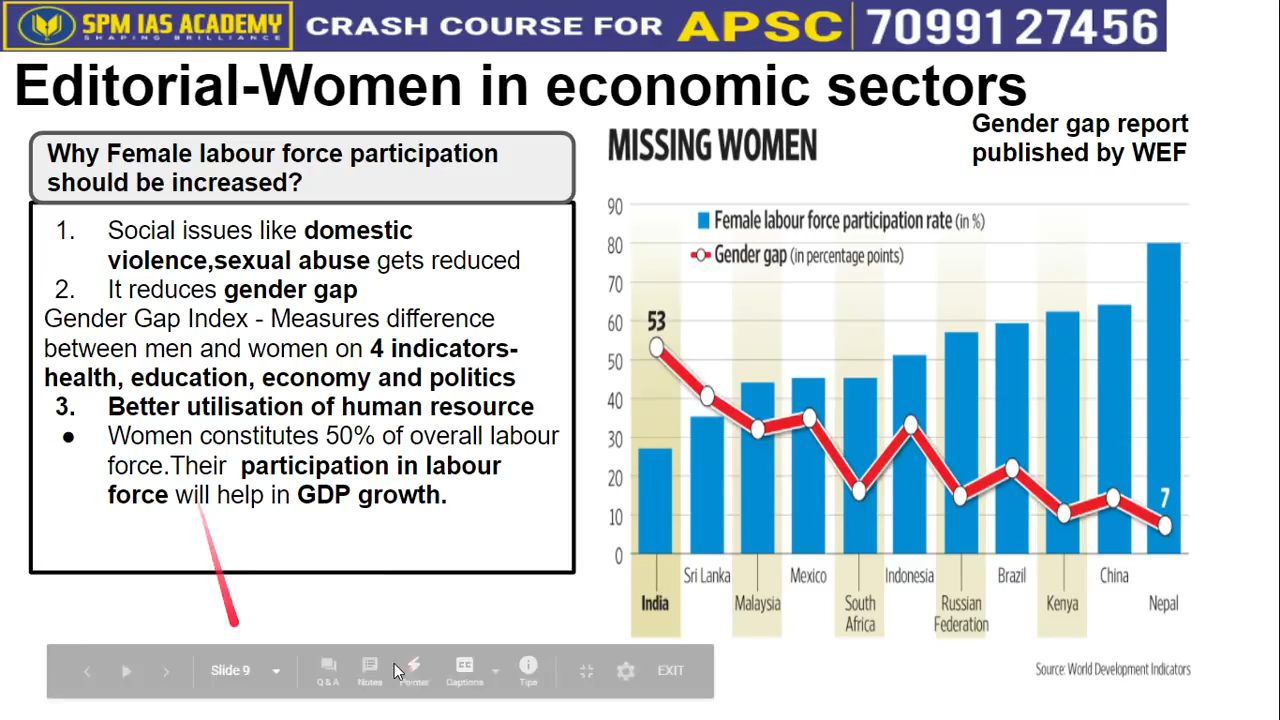 SPM IAS ACADEMY
SHAPING BRILLIANCE
CRASH COURSE FOR APSC 7099127456
Editorial-Women in economic sectors
Why Female labour force participation
should be increased?
1. Social issues like domestic
violence,sexual abuse gets reduced
2. It reduces gender gap
Gender Gap Index - Measures difference
between men and women on 4 indicators-
health, education, economy and politics
3. Better utilisation of human resource
● Women constitutes 50% of overall labour
force.Their participation in labour
force will help in GDP growth.
MISSING WOMEN
Gender gap report
published by WEF
Female labour force participation rate (in %)
Gender gap (in percentage points)
90
80
70
60
50
40
30
20
10
0
53
7
India
Sri Lanka
Malaysia
Mexico
South
Africa
Indonesia
Russian
Federation
Brazil
Kenya
China
Nepal
Source: World Development Indicators
Slide 9
Q & A
Notes
Pointer
Captions
Tips
EXIT